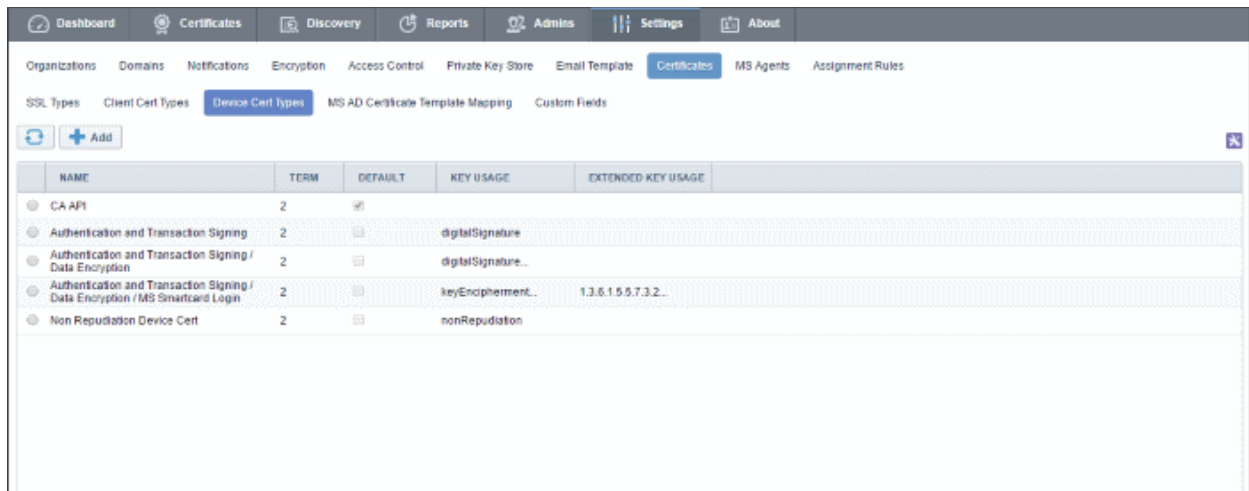 Dashboard Certificates Discovery Reports Admins Settings About
Organizations Domains Notifications Encryption Access Control Private Key Store Email Template Certificates MS Agents Assignment Rules
SSL Types Client Cert Types Device Cert Types MS AD Certificate Template Mapping Custom Fields
Add
NAME TERM DEFAULT KEY USAGE EXTENDED KEY USAGE
CA API 2
Authentication and Transaction Signing 2 digitalSignature
Authentication and Transaction Signing /
Data Encryption 2 digitalSignature...
Authentication and Transaction Signing /
Data Encryption / MS Smartcard Login 2 keyEncipherment... 1.3.6.1.5.5.7.3.2...
Non Repudiation Device Cert 2 nonRepudiation